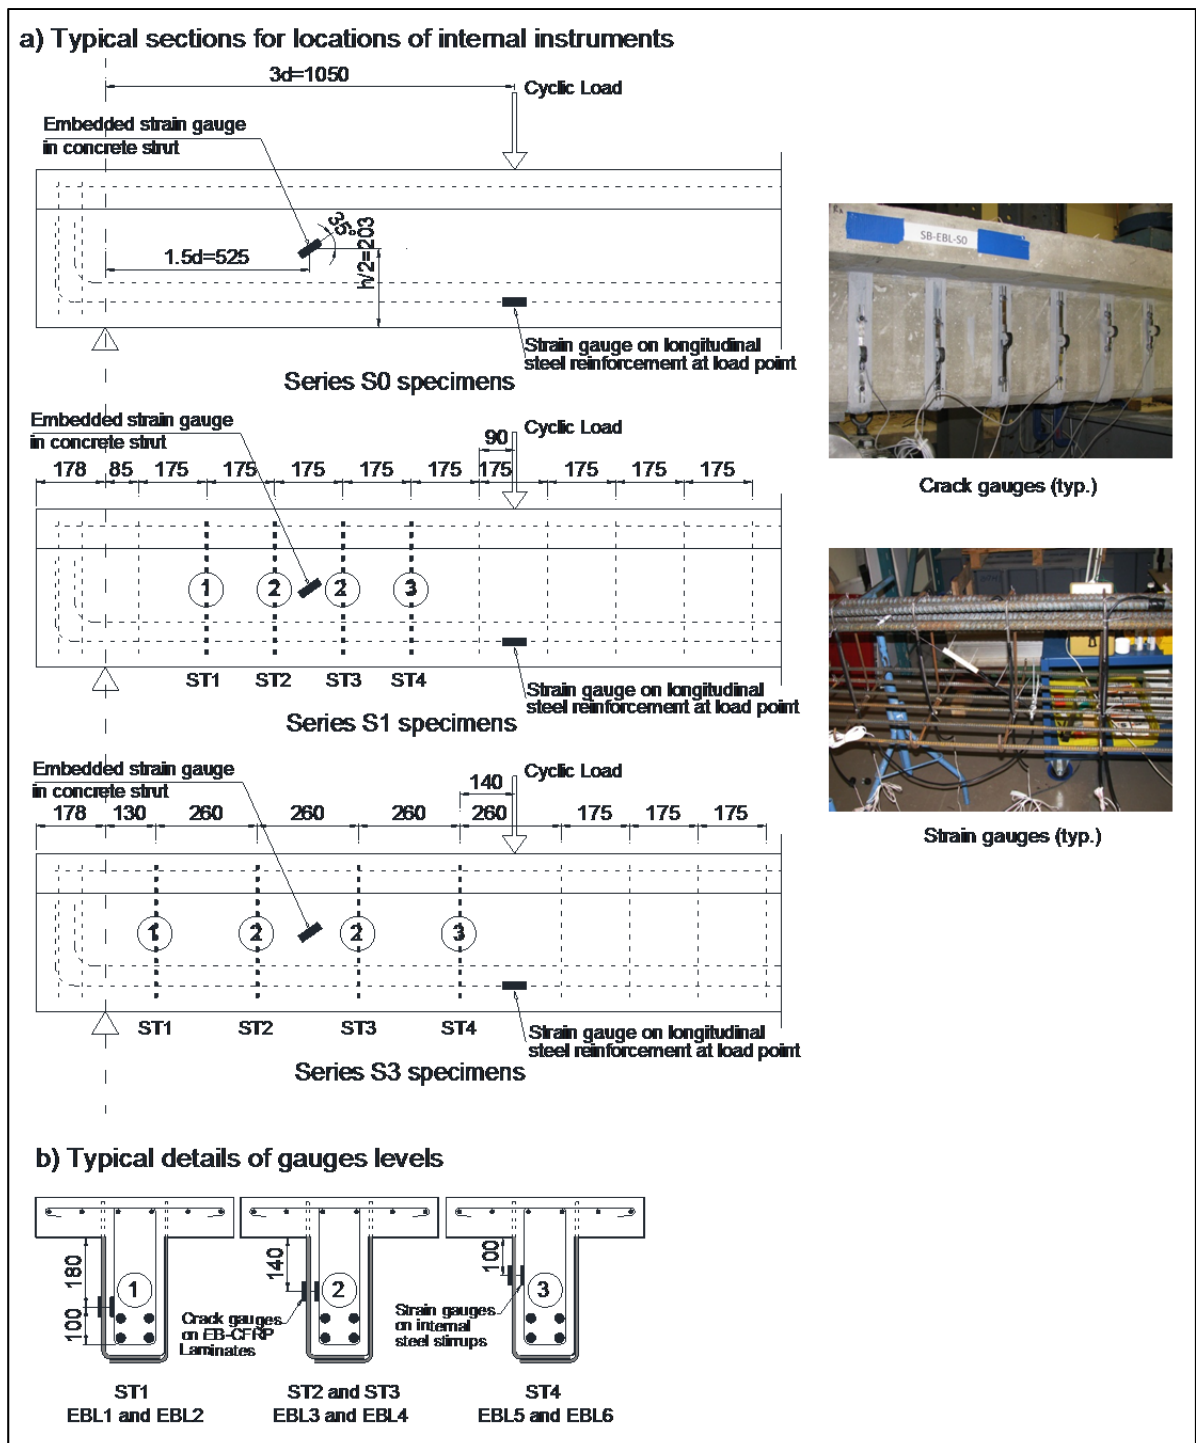 a) Typical sections for locations of internal instruments
3d=1050
Cyclic Load
Embedded strain gauge
in concrete strut
35°
1.5d=525
h/2=203
Strain gauge on longitudinal
steel reinforcement at load point
Series S0 specimens
SB-EBL-S0
Crack gauges (typ.)
Embedded strain gauge
in concrete strut
Cyclic Load
90
178 85 175 175 175 175 175 175 175 175 175
1 2 2 3
ST1 ST2 ST3 ST4
Strain gauge on longitudinal
steel reinforcement at load point
Series S1 specimens
Strain gauges (typ.)
Embedded strain gauge
in concrete strut
Cyclic Load
140
178 130 260 260 260 260 175 175 175
1 2 2 3
ST1 ST2 ST3 ST4
Strain gauge on longitudinal
steel reinforcement at load point
Series S3 specimens
b) Typical details of gauges levels
180
100
1
140
2
Crack gauges
on EB-CFRP
Laminates
100
3
Strain gauges
on internal
steel stirrups
ST1
EBL1 and EBL2
ST2 and ST3
EBL3 and EBL4
ST4
EBL5 and EBL6